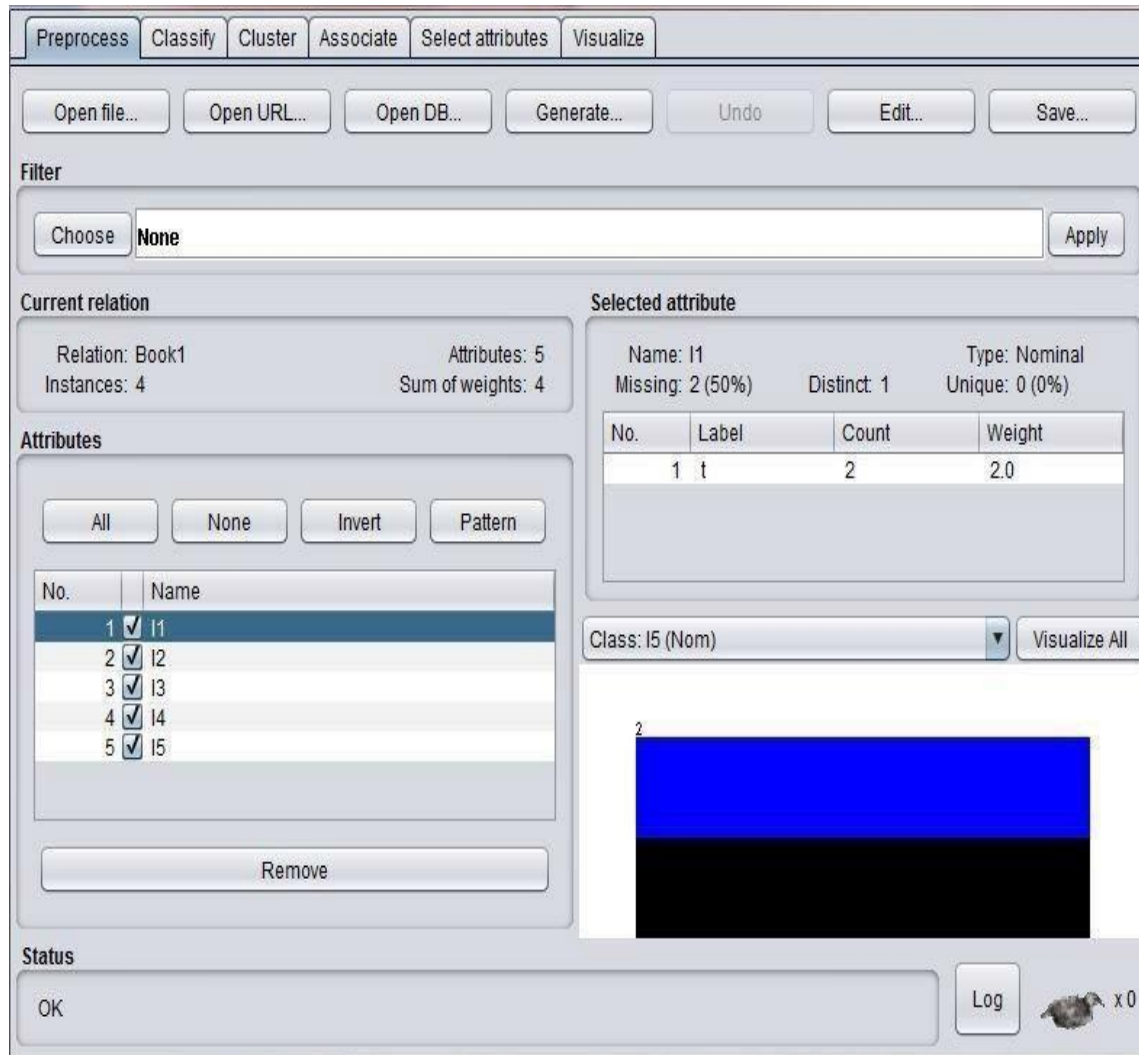 Preprocess Classify Cluster Associate Select attributes Visualize
Open file... Open URL... Open DB... Generate... Undo Edit... Save...
Filter
Choose None Apply
Current relation
Relation: Book1 Attributes: 5
Instances: 4 Sum of weights: 4
Selected attribute
Name: I1 Type: Nominal
Missing: 2 (50%) Distinct: 1 Unique: 0 (0%)
No. Label Count Weight
1 t 2 2.0
Attributes
All None Invert Pattern
No. Name
1 I1
2 I2
3 I3
4 I4
5 I5
Remove
Class: I5 (Nom) Visualize All
2
Status
OK
Log x 0